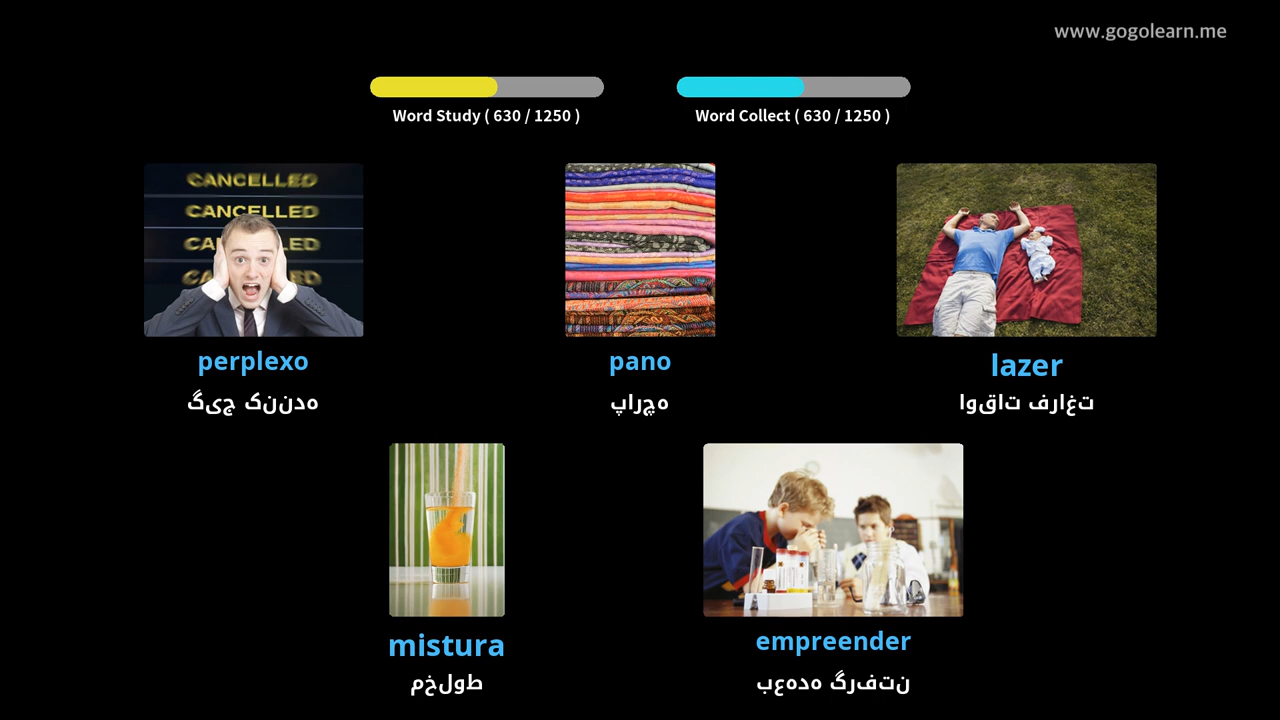 www.gogolearn.me
Word Study ( 630 / 1250 )
Word Collect ( 630 / 1250 )
CANCELLED
CANCELLED
perplexo
گیج کننده
pano
پارچه
lazer
اوقات فراغت
mistura
مخلوط
empreender
بعهده گرفتن